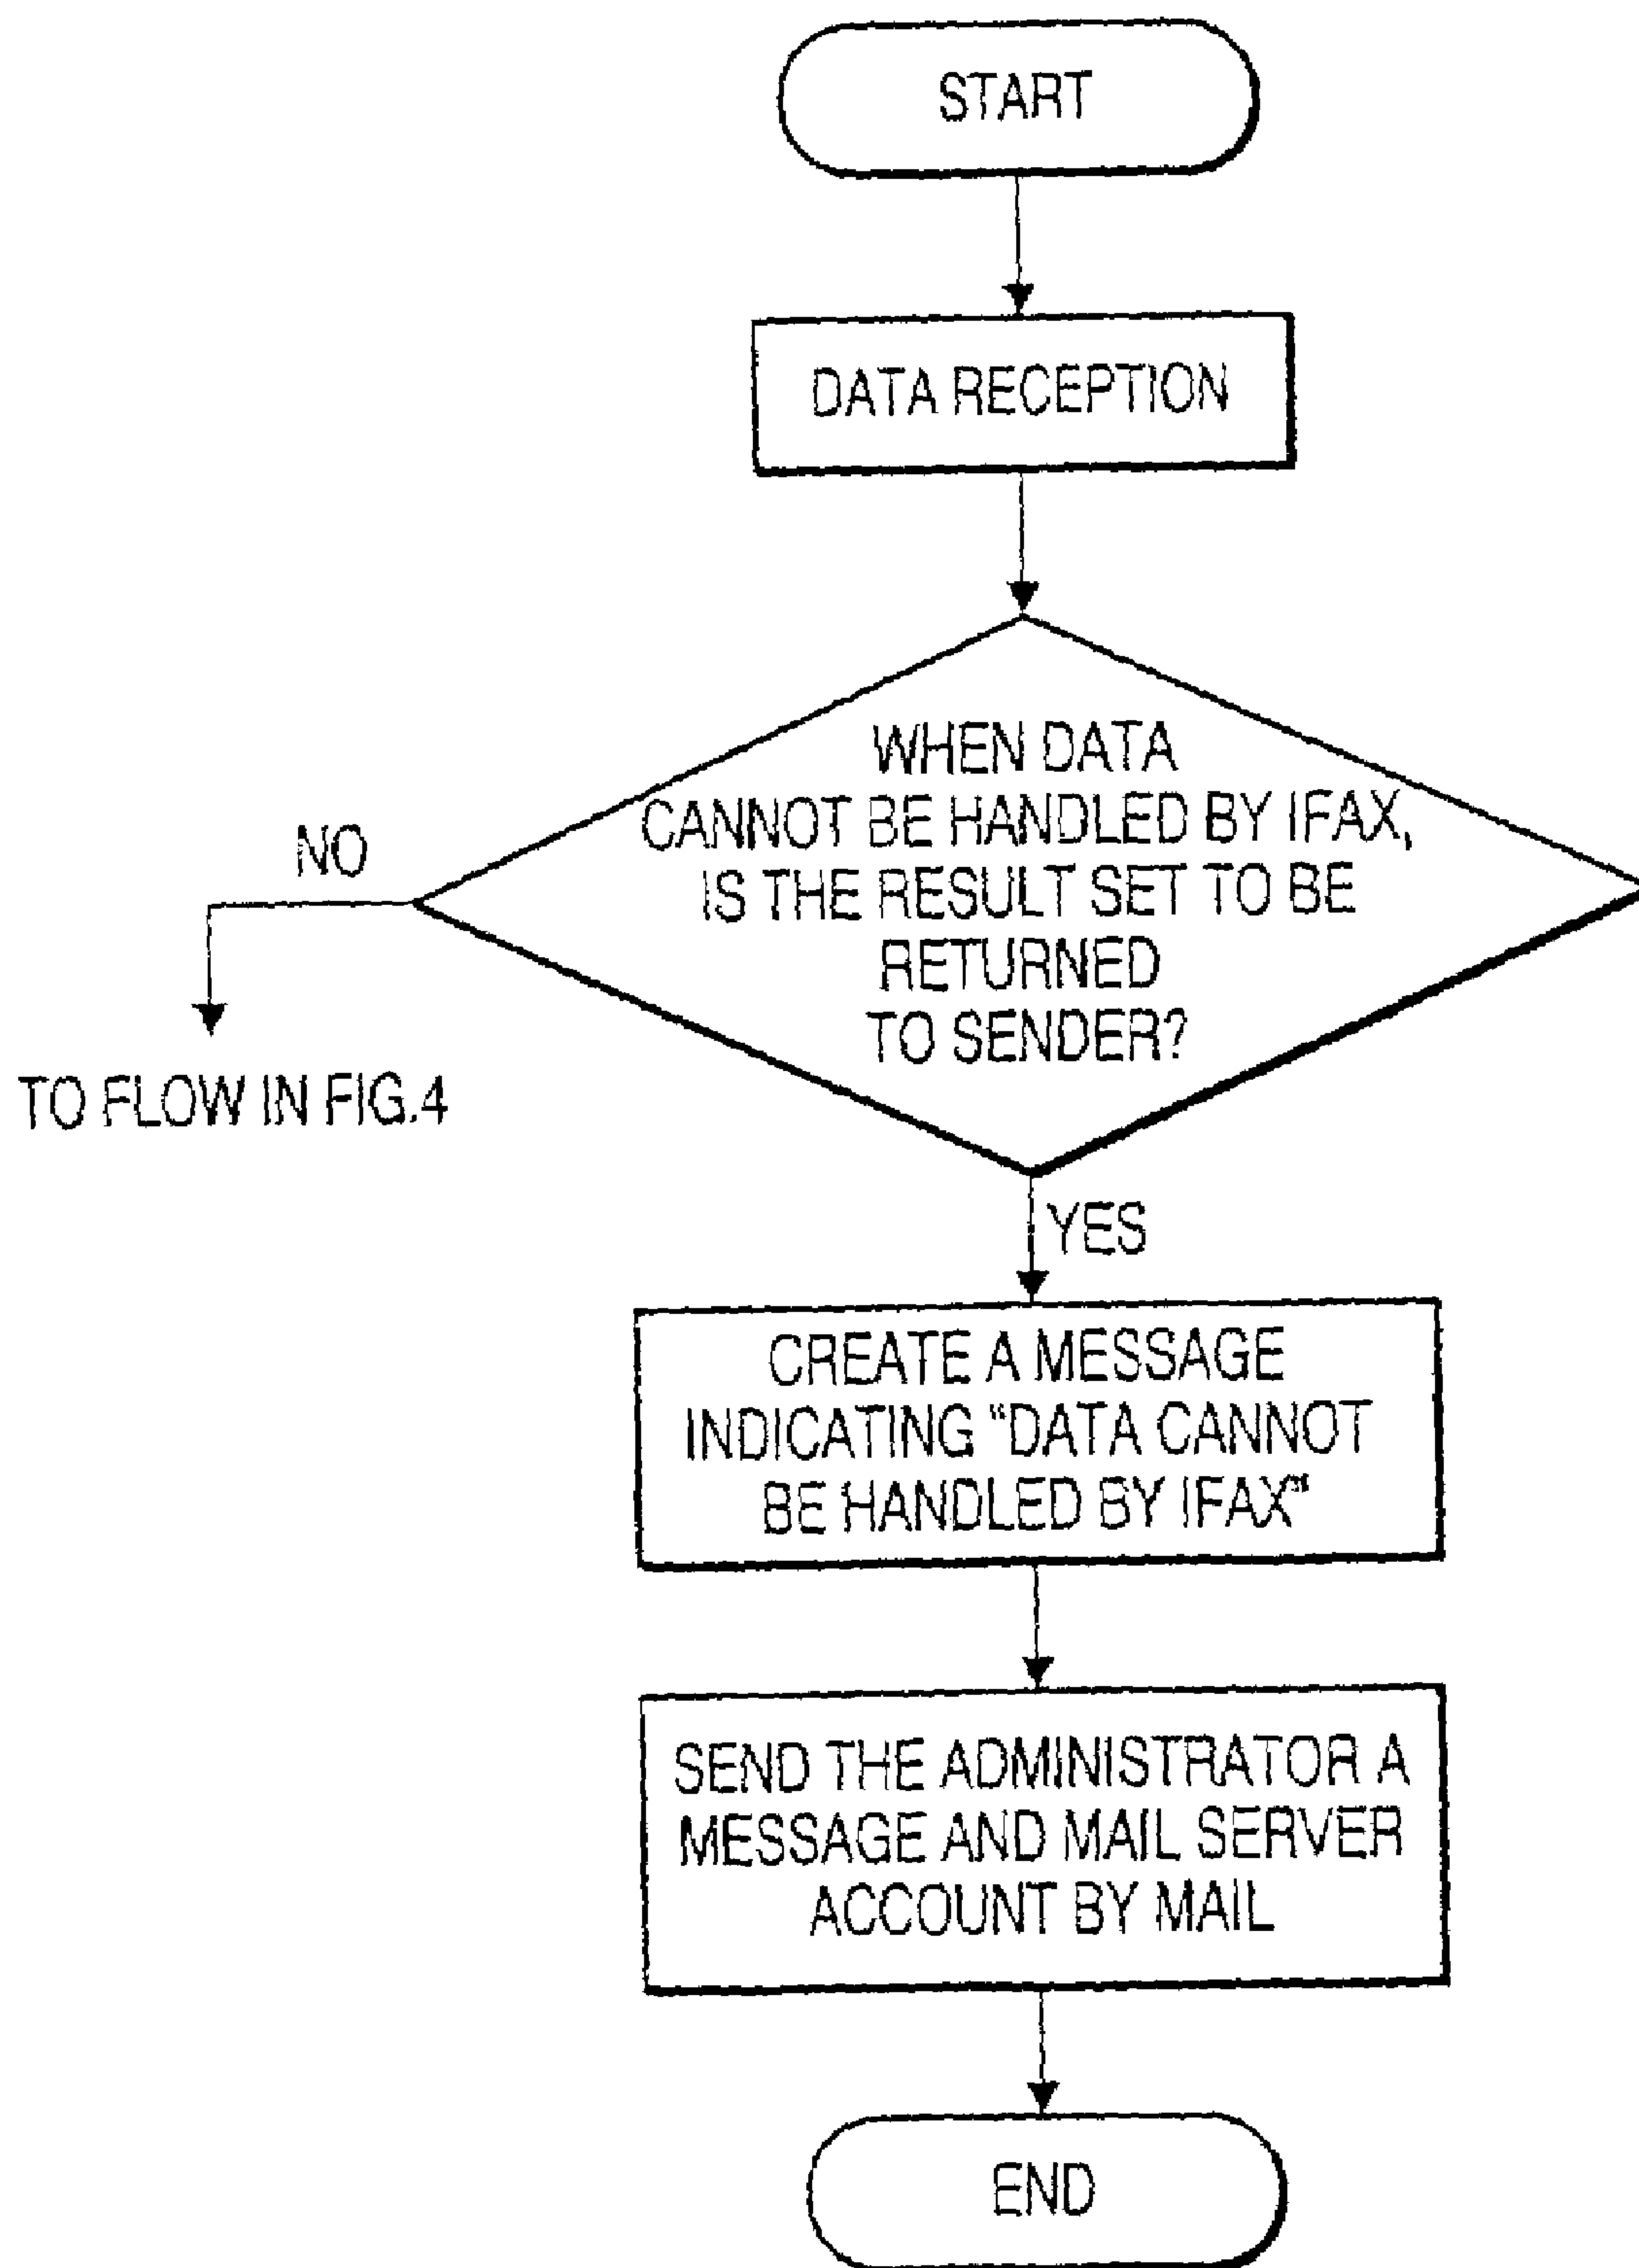 START
DATA RECEPTION
WHEN DATA
CANNOT BE HANDLED BY IFAX,
IS THE RESULT SET TO BE
RETURNED
TO SENDER?
NO
TO FLOW IN FIG.4
YES
CREATE A MESSAGE
INDICATING "DATA CANNOT
BE HANDLED BY IFAX"
SEND THE ADMINISTRATOR A
MESSAGE AND MAIL SERVER
ACCOUNT BY MAIL
END